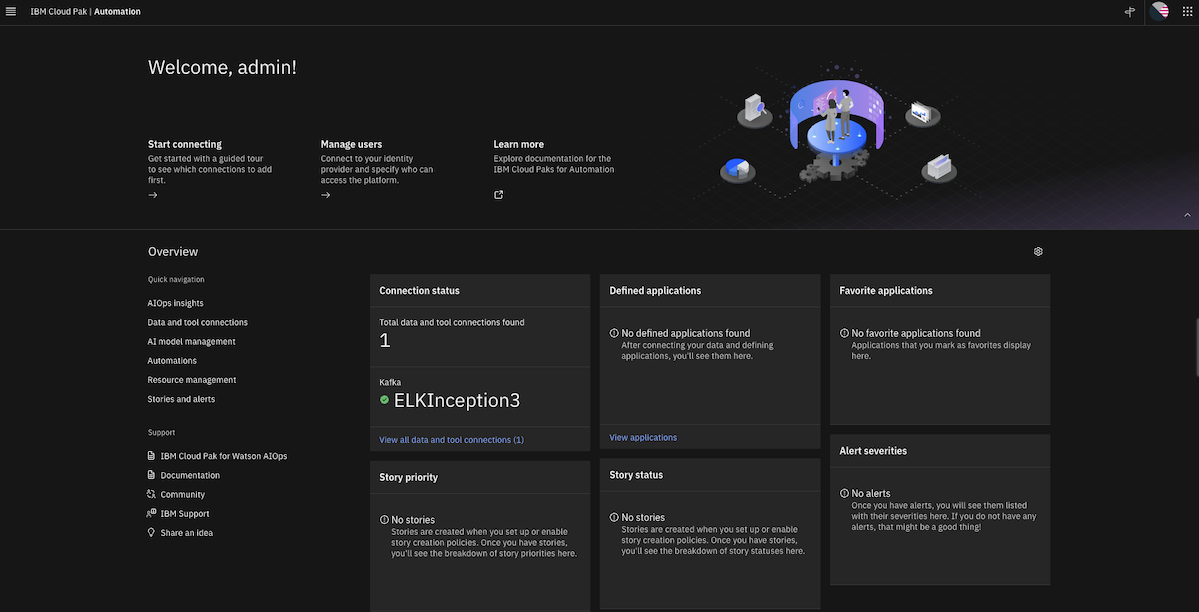 IBM Cloud Pak | Automation
Welcome, admin!
Start connecting
Get started with a guided tour
to see which connections to add
first.
Manage users
Connect to your identity
provider and specify who can
access the platform.
Learn more
Explore documentation for the
IBM Cloud Paks for Automation
Overview
Quick navigation
AIOps insights
Data and tool connections
AI model management
Automations
Resource management
Stories and alerts
Support
IBM Cloud Pak for Watson AIOps
Documentation
Community
IBM Support
Share an idea
Connection status
Total data and tool connections found
1
Kafka
ELKInception3
View all data and tool connections (1)
Story priority
No stories
Stories are created when you set up or enable
story creation policies. Once you have stories,
you'll see the breakdown of story priorities here.
Defined applications
No defined applications found
After connecting your data and defining
applications, you'll see them here.
View applications
Story status
No stories
Stories are created when you set up or enable
story creation policies. Once you have stories,
you'll see the breakdown of story statuses here.
Favorite applications
No favorite applications found
Applications that you mark as favorites display
here.
Alert severities
No alerts
Once you have alerts, you will see them listed
with their severities here. If you do not have any
alerts, that might be a good thing!